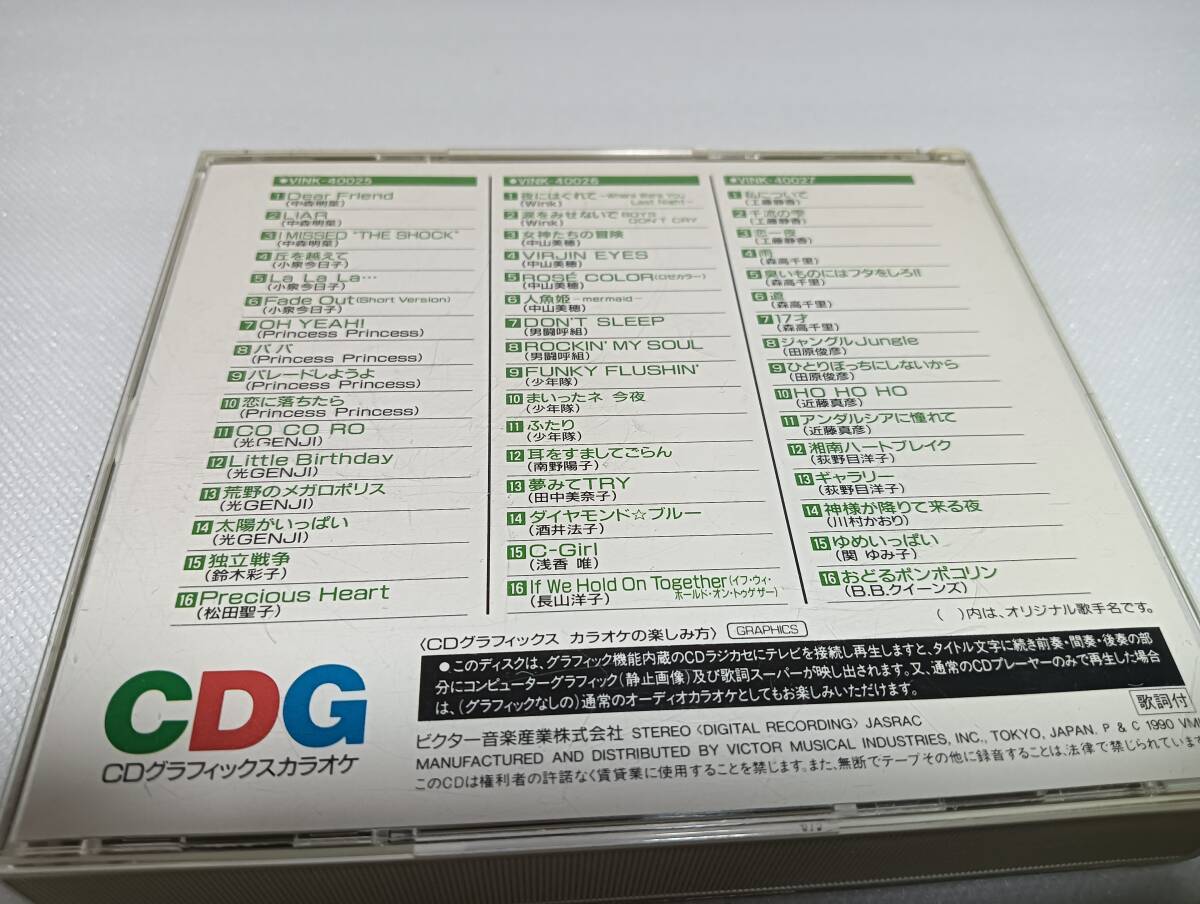 ●VINK-40025
1 Dear Friend
(中森明菜)
2 LIAR
(中森明菜)
3 I MISSED "THE SHOCK"
(中森明菜)
4 丘を越えて
(小泉今日子)
5 La La La…
(小泉今日子)
6 Fade Out(Short Version)
(小泉今日子)
7 OH YEAH!
(Princess Princess)
8 パパ
(Princess Princess)
9 パレードしようよ
(Princess Princess)
10 恋に落ちたら
(Princess Princess)
11 CO CO RO
(光GENJI)
12 Little Birthday
(光GENJI)
13 荒野のメガロポリス
(光GENJI)
14 太陽がいっぱい
(光GENJI)
15 独立戦争
(鈴木彩子)
16 Precious Heart
(松田聖子)
●VINK-40026
1 夜にはぐれて -Where Were You
Last Night-
(Wink)
2 涙をみせないで BOYS
DON'T CRY
(Wink)
3 女神たちの冒険
(中山美穂)
4 VIRJIN EYES
(中山美穂)
5 ROSÉ COLOR(ロゼカラー)
(中山美穂)
6 人魚姫-mermaid-
(中山美穂)
7 DON'T SLEEP
(男闘呼組)
8 ROCKIN' MY SOUL
(男闘呼組)
9 FUNKY FLUSHIN'
(少年隊)
10 まいったネ 今夜
(少年隊)
11 ふたり
(少年隊)
12 耳をすましてごらん
(南野陽子)
13 夢みてTRY
(田中美奈子)
14 ダイヤモンド☆ブルー
(酒井法子)
15 C-Girl
(浅香 唯)
16 If We Hold On Together(イフ・ウィ・
ホールド・オン・トゥゲザー)
(長山洋子)
●VINK-40027
1 私について
(工藤静香)
2 千流の雫
(工藤静香)
3 恋一夜
(工藤静香)
4 雨
(森高千里)
5 臭いものにはフタをしろ!!
(森高千里)
6 道
(森高千里)
7 17才
(森高千里)
8 ジャングルJungle
(田原俊彦)
9 ひとりぼっちにしないから
(田原俊彦)
10 HO HO HO
(近藤真彦)
11 アンダルシアに憧れて
(近藤真彦)
12 湘南ハートブレイク
(荻野目洋子)
13 ギャラリー
(荻野目洋子)
14 神様が降りて来る夜
(川村かおり)
15 ゆめいっぱい
(関 ゆみ子)
16 おどるポンポコリン
(B.B.クイーンズ)
( )内は、オリジナル歌手名です。
〈CDグラフィックス カラオケの楽しみ方〉 GRAPHICS
●このディスクは、グラフィック機能内蔵のCDラジカセにテレビを接続し再生しますと、タイトル文字に続き前奏・間奏・後奏の部
分にコンピューターグラフィック(静止画像)及び歌詞スーパーが映し出されます。又、通常のCDプレーヤーのみで再生した場合
は、(グラフィックなしの)通常のオーディオカラオケとしてもお楽しみいただけます。
歌詞付
CDG
CDグラフィックスカラオケ
ビクター音楽産業株式会社 STEREO〈DIGITAL RECORDING〉JASRAC
MANUFACTURED AND DISTRIBUTED BY VICTOR MUSICAL INDUSTRIES, INC., TOKYO, JAPAN. P & C 1990 VMI
このCDは権利者の許諾なく賃貸業に使用することを禁じます。また、無断でテープその他に録音することは、法律で禁じられています